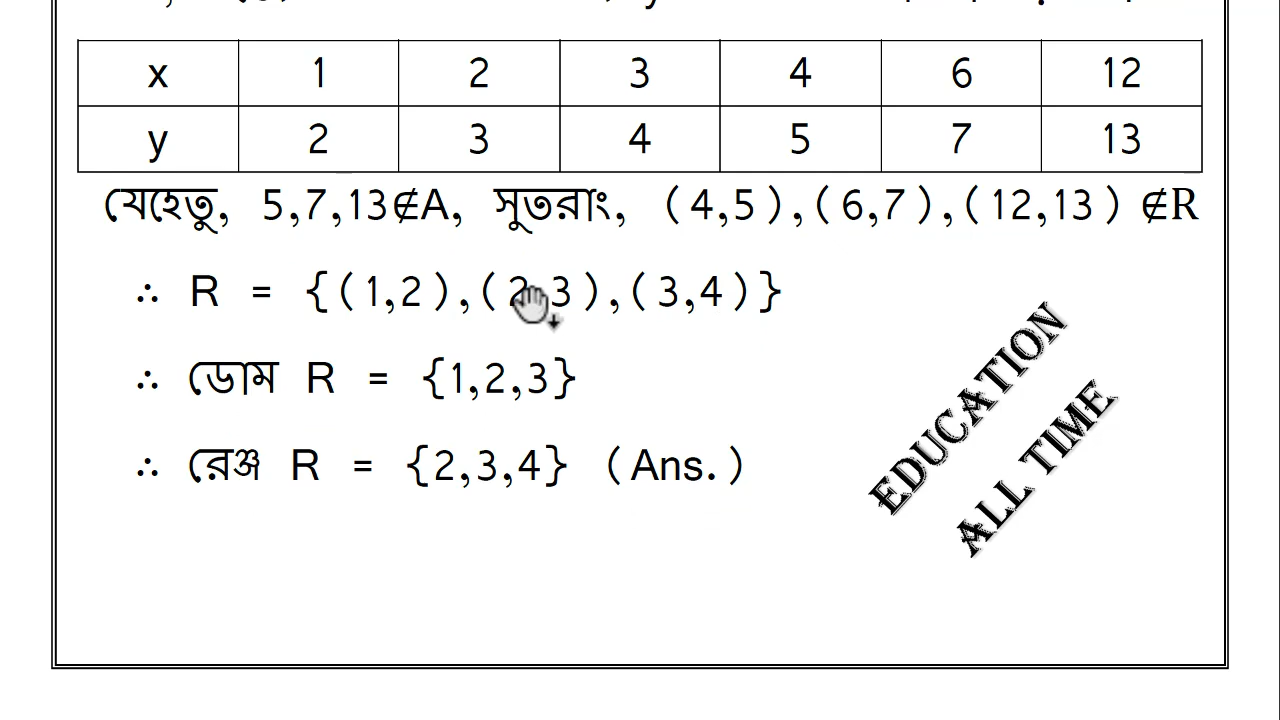 x 1 2 3 4 6 12
y 2 3 4 5 7 13
যেহেতু, 5,7,13∉A, সুতরাং, (4,5),(6,7),(12,13) ∉R
∴ R = {(1,2),(2,3),(3,4)}
∴ ডোম R = {1,2,3}
∴ রেঞ্জ R = {2,3,4} (Ans.)
EDUCATION
ALL TIME